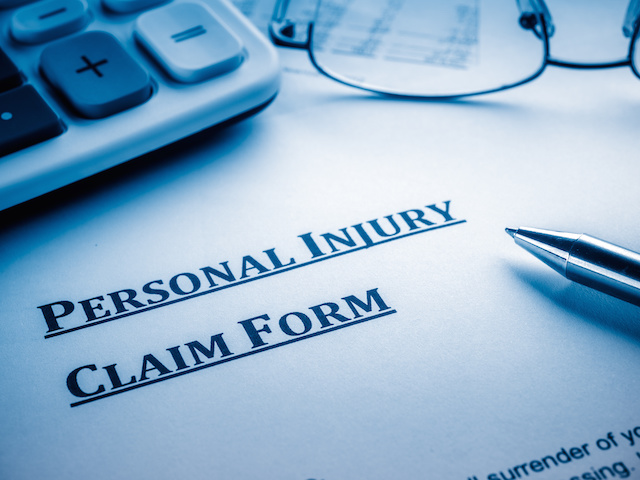 +
=
PERSONAL INJURY
CLAIM FORM
surrender of